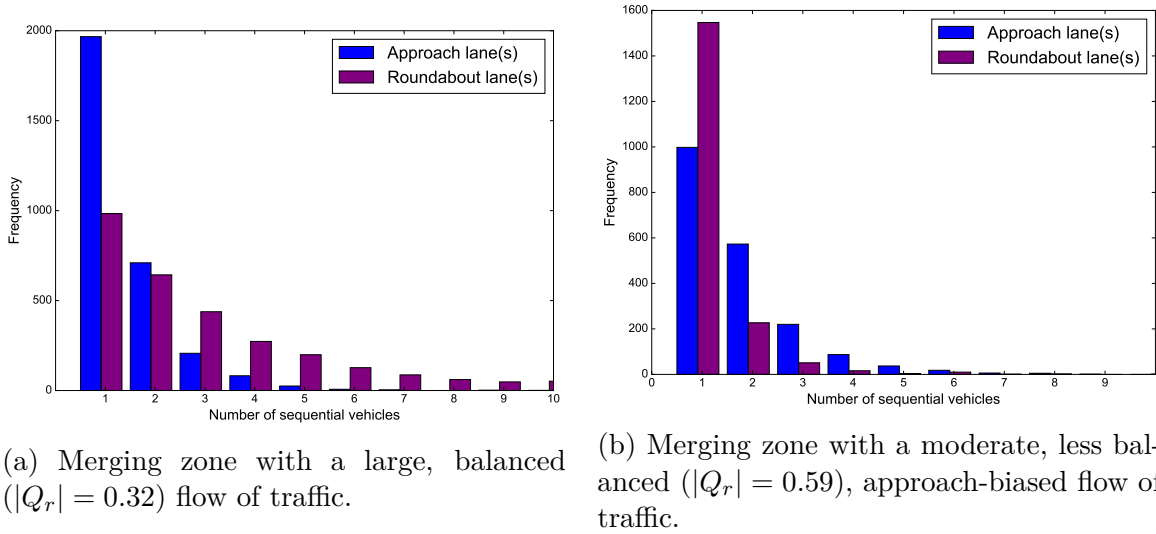 2000
1500
1000
500
0
Frequency
Approach lane(s)
Roundabout lane(s)
1 2 3 4 5 6 7 8 9 10
Number of sequential vehicles
(a) Merging zone with a large, balanced
(|Q_r| = 0.32) flow of traffic.
1600
1400
1200
1000
800
600
400
200
0
Frequency
Approach lane(s)
Roundabout lane(s)
0 1 2 3 4 5 6 7 8 9
Number of sequential vehicles
(b) Merging zone with a moderate, less bal-
anced (|Q_r| = 0.59), approach-biased flow of
traffic.